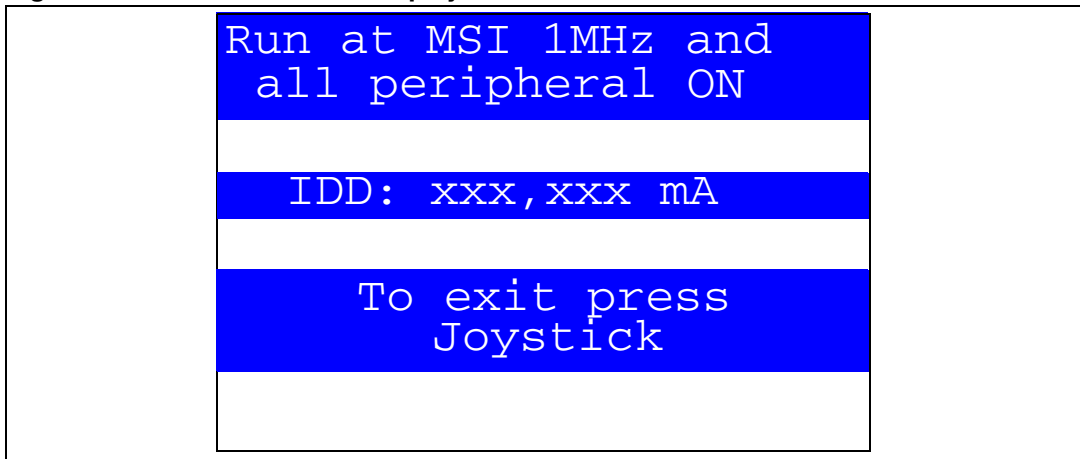 Run at MSI 1MHz and
all peripheral ON
IDD: xxx,xxx mA
To exit press
Joystick